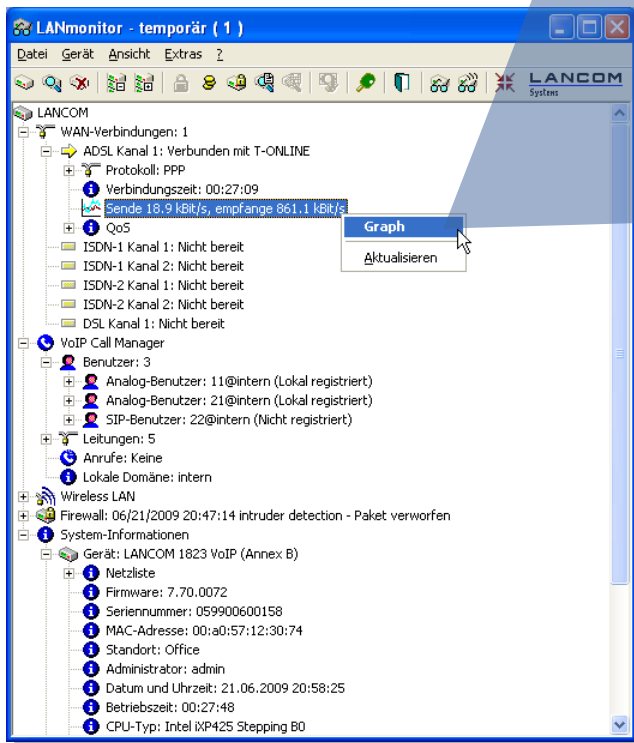 LANmonitor - temporär ( 1 )
Datei Gerät Ansicht Extras ?
LANCOM
Systems
LANCOM
WAN-Verbindungen: 1
ADSL Kanal 1: Verbunden mit T-ONLINE
Protokoll: PPP
Verbindungszeit: 00:27:09
Sende 18.9 kBit/s, empfange 861.1 kBit/s
QoS
Graph
Aktualisieren
ISDN-1 Kanal 1: Nicht bereit
ISDN-1 Kanal 2: Nicht bereit
ISDN-2 Kanal 1: Nicht bereit
ISDN-2 Kanal 2: Nicht bereit
DSL Kanal 1: Nicht bereit
VoIP Call Manager
Benutzer: 3
Analog-Benutzer: 11@intern (Lokal registriert)
Analog-Benutzer: 21@intern (Lokal registriert)
SIP-Benutzer: 22@intern (Nicht registriert)
Leitungen: 5
Anrufe: Keine
Lokale Domäne: intern
Wireless LAN
Firewall: 06/21/2009 20:47:14 intruder detection - Paket verworfen
System-Informationen
Gerät: LANCOM 1823 VoIP (Annex B)
Netzliste
Firmware: 7.70.0072
Seriennummer: 059900600158
MAC-Adresse: 00:a0:57:12:30:74
Standort: Office
Administrator: admin
Datum und Uhrzeit: 21.06.2009 20:58:25
Betriebszeit: 00:27:48
CPU-Typ: Intel iXP425 Stepping B0